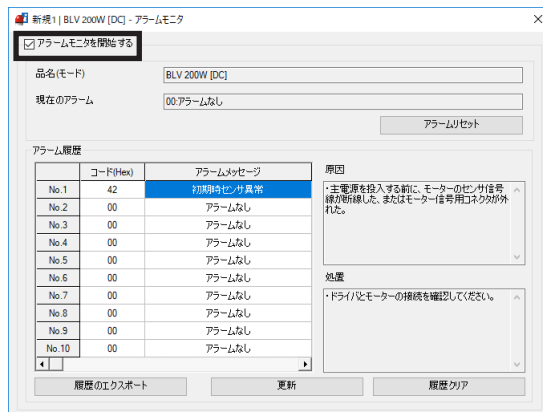 新規1 | BLV 200W [DC] - アラームモニタ
アラームモニタを開始する
品名(モード)
BLV 200W [DC]
現在のアラーム
00:アラームなし
アラームリセット
アラーム履歴
コード(Hex) アラームメッセージ
No.1 42 初期時センサ異常
No.2 00 アラームなし
No.3 00 アラームなし
No.4 00 アラームなし
No.5 00 アラームなし
No.6 00 アラームなし
No.7 00 アラームなし
No.8 00 アラームなし
No.9 00 アラームなし
No.10 00 アラームなし
原因
・主電源を投入する前に、モーターのセンサ信号
線が断線した、またはモーター信号用コネクタが外
れた。
処置
・ドライバとモーターの接続を確認してください。
履歴のエクスポート
更新
履歴クリア